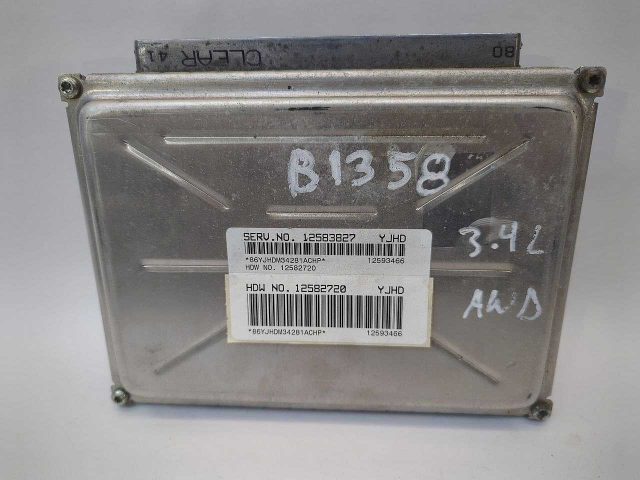 CLEAR 41
80
B1358
3.4L
AWD
SERV.NO. 12583827 YJHD
*86YJHDM34281ACHP* 12593466
HDW NO. 12582720
HDW NO. 12582720 YJHD
*86YJHDM34281ACHP* 12593466